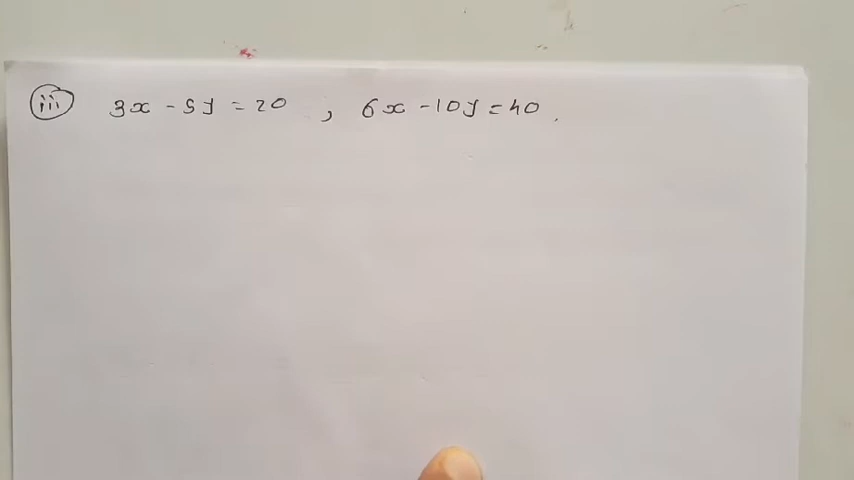 iii 3x - 5y = 20 , 6x - 10y = 40 .